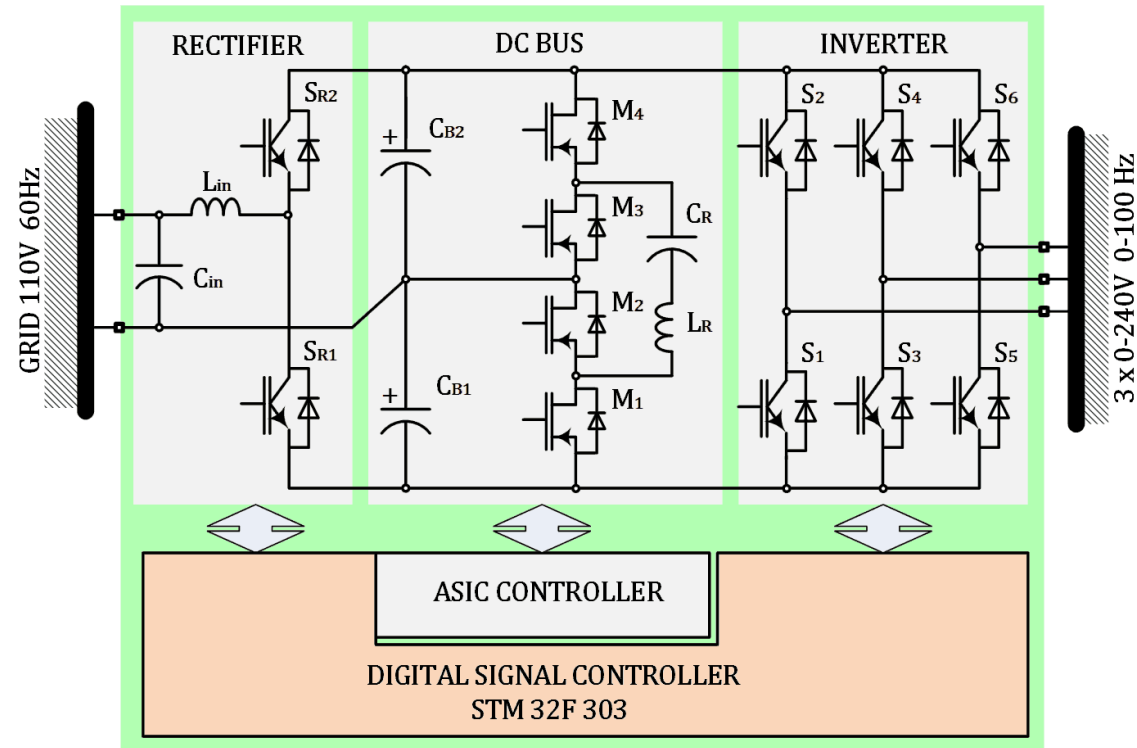 RECTIFIER
DC BUS
INVERTER
GRID 110V 60Hz
SR2
Lin
Cin
SR1
+
CB2
+
CB1
M4
M3
M2
M1
CR
LR
S2
S4
S6
S1
S3
S5
3 x 0-240V 0-100 Hz
ASIC CONTROLLER
DIGITAL SIGNAL CONTROLLER
STM 32F 303